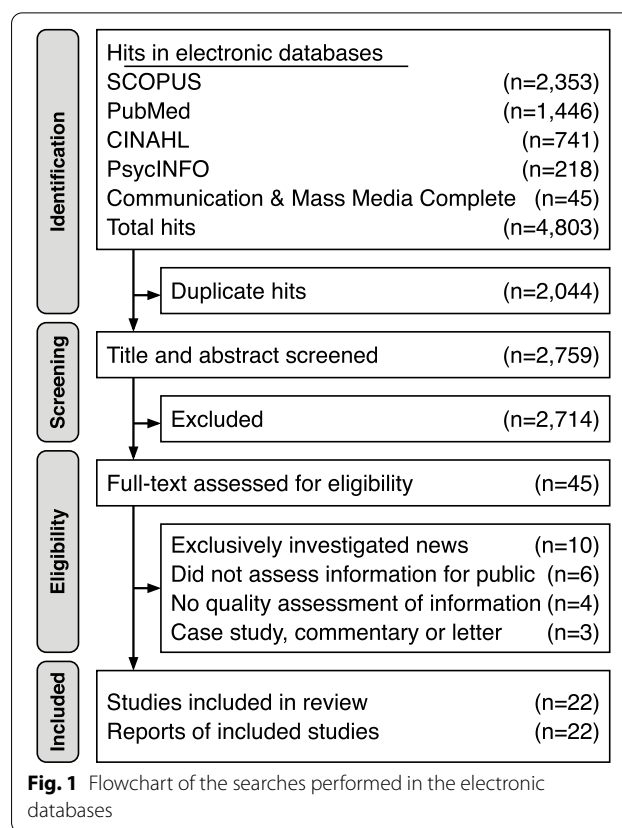 Identification
Hits in electronic databases
SCOPUS (n=2,353)
PubMed (n=1,446)
CINAHL (n=741)
PsycINFO (n=218)
Communication & Mass Media Complete (n=45)
Total hits (n=4,803)
Duplicate hits (n=2,044)
Screening
Title and abstract screened (n=2,759)
Excluded (n=2,714)
Eligibility
Full-text assessed for eligibility (n=45)
Exclusively investigated news (n=10)
Did not assess information for public (n=6)
No quality assessment of information (n=4)
Case study, commentary or letter (n=3)
Included
Studies included in review (n=22)
Reports of included studies (n=22)
Fig. 1 Flowchart of the searches performed in the electronic
databases